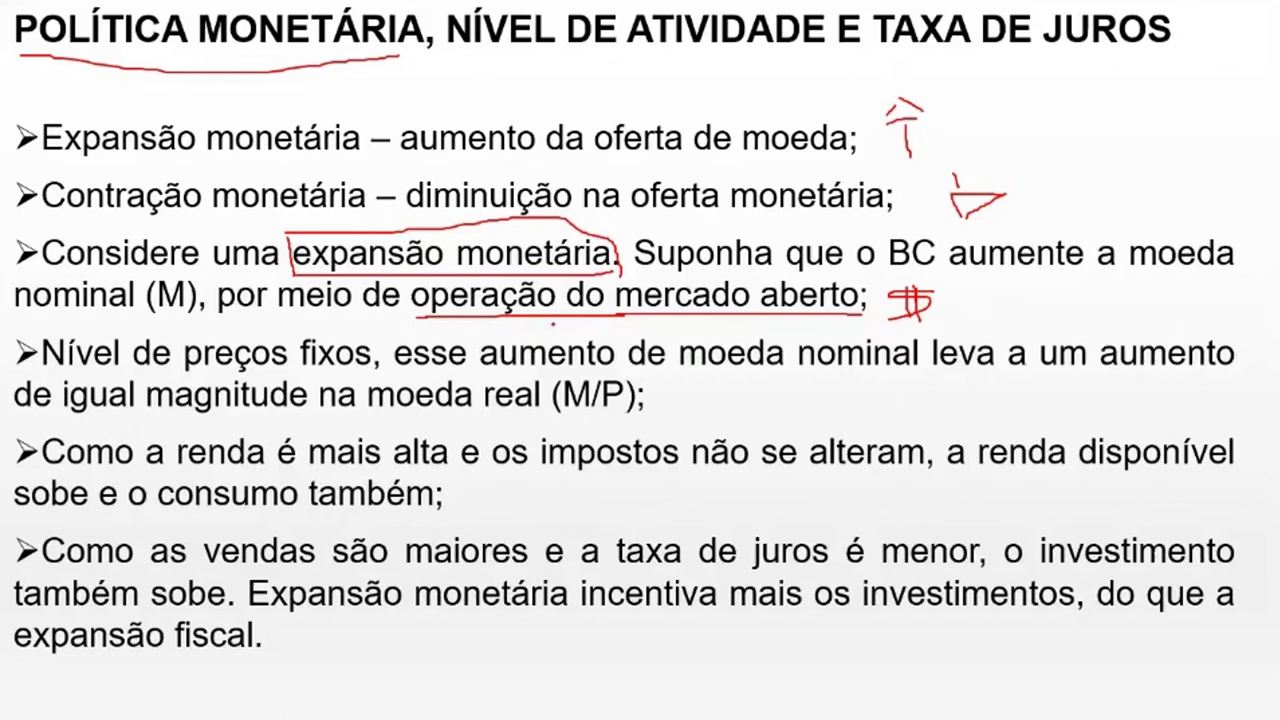 POLÍTICA MONETÁRIA, NÍVEL DE ATIVIDADE E TAXA DE JUROS
➢Expansão monetária – aumento da oferta de moeda;
➢Contração monetária – diminuição na oferta monetária;
➢Considere uma expansão monetária. Suponha que o BC aumente a moeda
nominal (M), por meio de operação do mercado aberto; $
➢Nível de preços fixos, esse aumento de moeda nominal leva a um aumento
de igual magnitude na moeda real (M/P);
➢Como a renda é mais alta e os impostos não se alteram, a renda disponível
sobe e o consumo também;
➢Como as vendas são maiores e a taxa de juros é menor, o investimento
também sobe. Expansão monetária incentiva mais os investimentos, do que a
expansão fiscal.